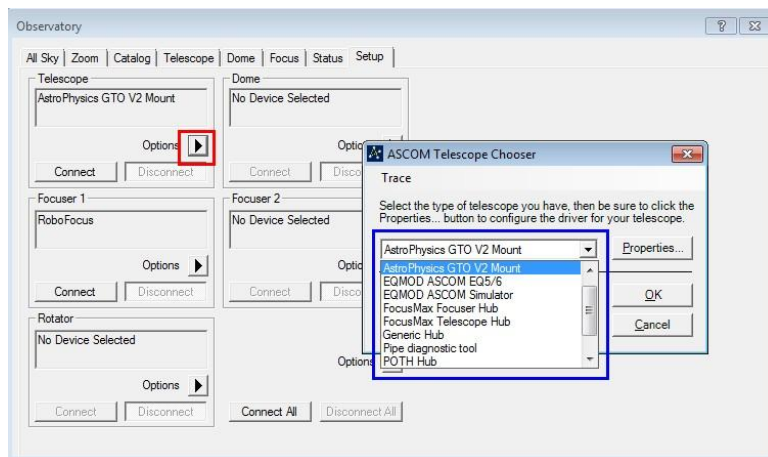 Observatory
All Sky Zoom Catalog Telescope Dome Focus Status Setup
Telescope
AstroPhysics GTO V2 Mount
Options
Connect Disconnect
Dome
No Device Selected
Connect
Focuser 1
RoboFocus
Options
Connect Disconnect
Focuser 2
No Device Selected
Connect
Rotator
No Device Selected
Options
Connect Disconnect
Options
Connect All Disconnect All
ASCOM Telescope Chooser
Trace
Select the type of telescope you have, then be sure to click the
Properties... button to configure the driver for your telescope.
AstroPhysics GTO V2 Mount Properties...
AstroPhysics GTO V2 Mount
EQMOD ASCOM EQ5/6
EQMOD ASCOM Simulator
FocusMax Focuser Hub
FocusMax Telescope Hub
Generic Hub
Pipe diagnostic tool
POTH Hub
OK
Cancel